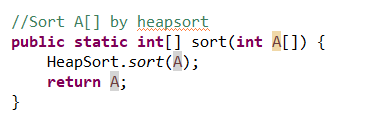 //Sort A[] by heapsort
public static int[] sort(int A[]) {
    HeapSort.sort(A);
    return A;
}